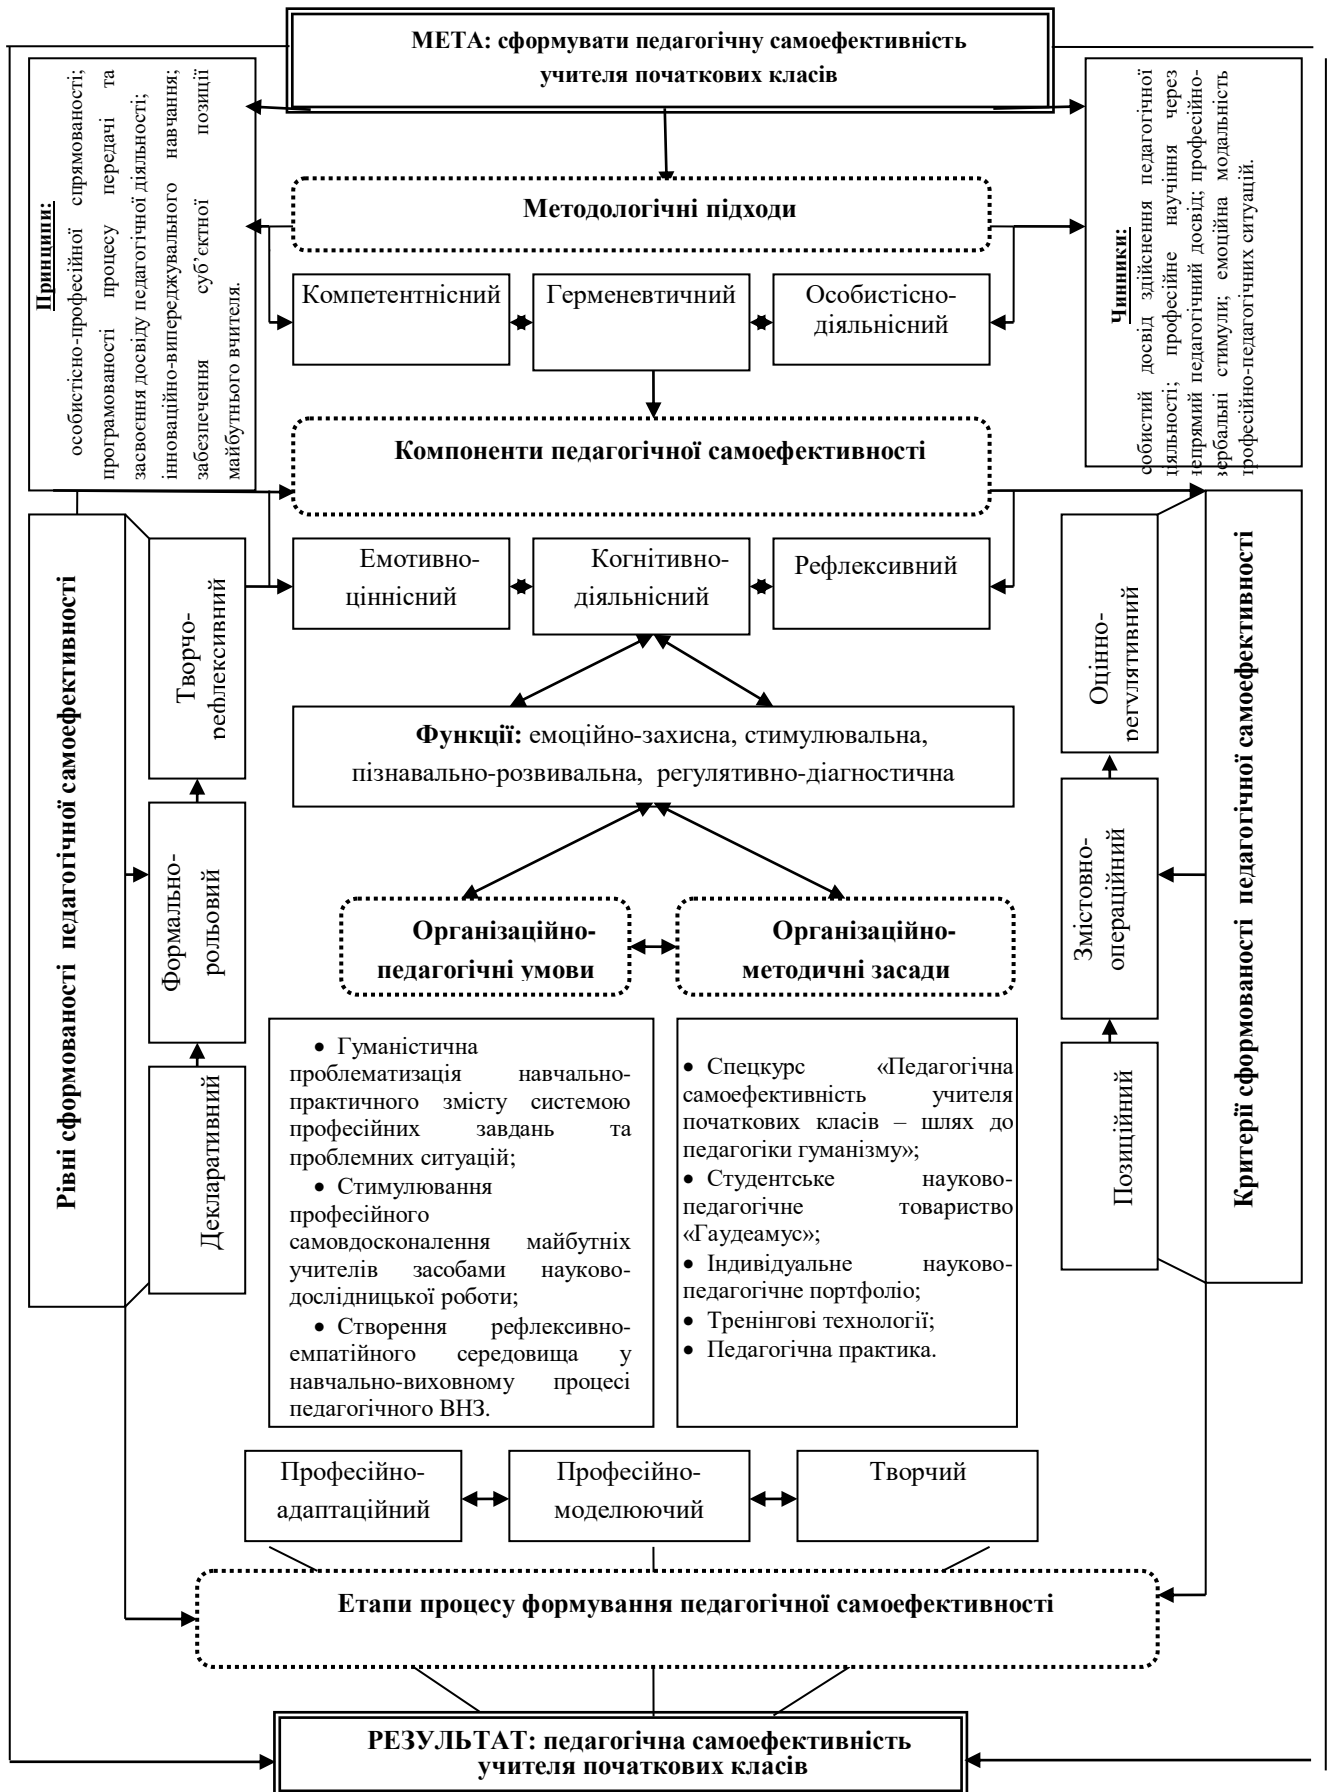 МЕТА: сформувати педагогічну самоефективність
учителя початкових класів
Принципи:
особистісно-професійної спрямованості;
програмованості процесу передачі та
засвоєння досвіду педагогічної діяльності;
інноваційно-випереджувального навчання;
забезпечення суб’єктної позиції
майбутнього вчителя.
Чинники:
собистий досвід здійснення педагогічної
діяльності; професійне научіння через
непрямий педагогічний досвід; професійно-
вербальні стимули; емоційна модальність
професійно-педагогічних ситуацій.
Методологічні підходи
Компетентнісний
Герменевтичний
Особистісно-
діяльнісний
Компоненти педагогічної самоефективності
Емотивно-
ціннісний
Когнітивно-
діяльнісний
Рефлексивний
Рівні сформованості педагогічної самоефективності
Творчо-
рефлексивний
Формально-
рольовий
Декларативний
Оцінно-
регулятивний
Змістовно-
операційний
Позиційний
Критерії сформованості педагогічної самоефективності
Функції: емоційно-захисна, стимулювальна,
пізнавально-розвивальна, регулятивно-діагностична
Організаційно-
педагогічні умови
Організаційно-
методичні засади
• Гуманістична
проблематизація навчально-
практичного змісту системою
професійних завдань та
проблемних ситуацій;
• Стимулювання
професійного
самовдосконалення майбутніх
учителів засобами науково-
дослідницької роботи;
• Створення рефлексивно-
емпатійного середовища у
навчально-виховному процесі
педагогічного ВНЗ.
• Спецкурс «Педагогічна
самоефективність учителя
початкових класів – шлях до
педагогіки гуманізму»;
• Студентське науково-
педагогічне товариство
«Гаудеамус»;
• Індивідуальне науково-
педагогічне портфоліо;
• Тренінгові технології;
• Педагогічна практика.
Професійно-
адаптаційний
Професійно-
моделюючий
Творчий
Етапи процесу формування педагогічної самоефективності
РЕЗУЛЬТАТ: педагогічна самоефективність
учителя початкових класів